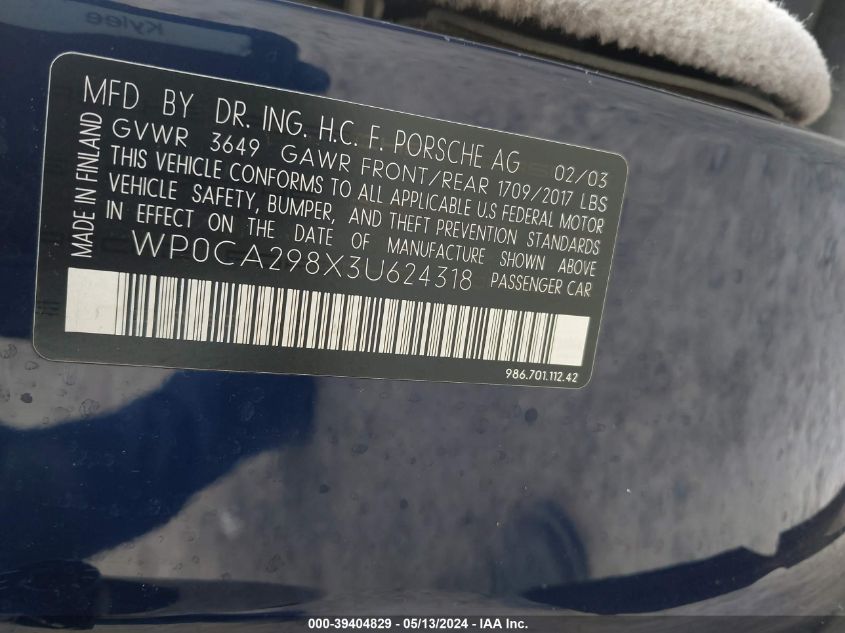 Kylee
MFD BY DR. ING. H.C. F. PORSCHE AG 02/03
GVWR 3649 GAWR FRONT/REAR 1709/2017 LBS
THIS VEHICLE CONFORMS TO ALL APPLICABLE U.S FEDERAL MOTOR
VEHICLE SAFETY, BUMPER, AND THEFT PREVENTION STANDARDS
IN EFFECT ON THE DATE OF MANUFACTURE SHOWN ABOVE
WP0CA298X3U624318 PASSENGER CAR
MADE IN FINLAND
986.701.112.42
000-39404829 - 05/13/2024 - IAA Inc.